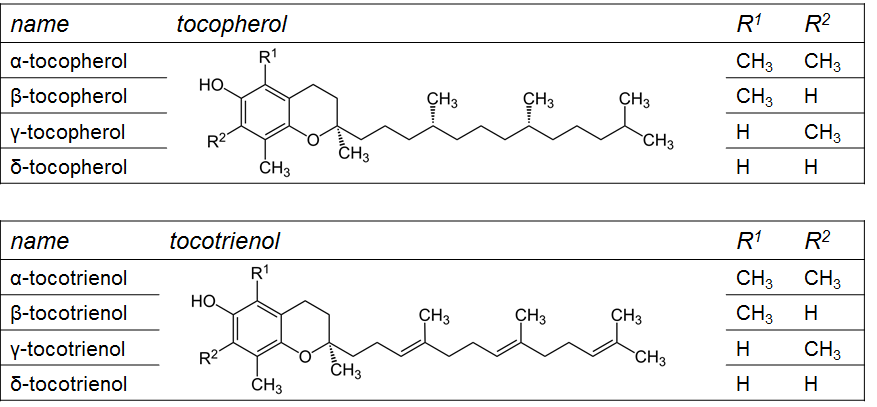 name tocopherol R¹ R²
α-tocopherol CH₃ CH₃
β-tocopherol CH₃ H
γ-tocopherol H CH₃
δ-tocopherol H H
R¹
HO
CH₃ CH₃ CH₃
R²
O
CH₃
CH₃
CH₃
name tocotrienol R¹ R²
α-tocotrienol CH₃ CH₃
β-tocotrienol CH₃ H
γ-tocotrienol H CH₃
δ-tocotrienol H H
R¹
HO
CH₃ CH₃ CH₃
R²
O
CH₃
CH₃
CH₃